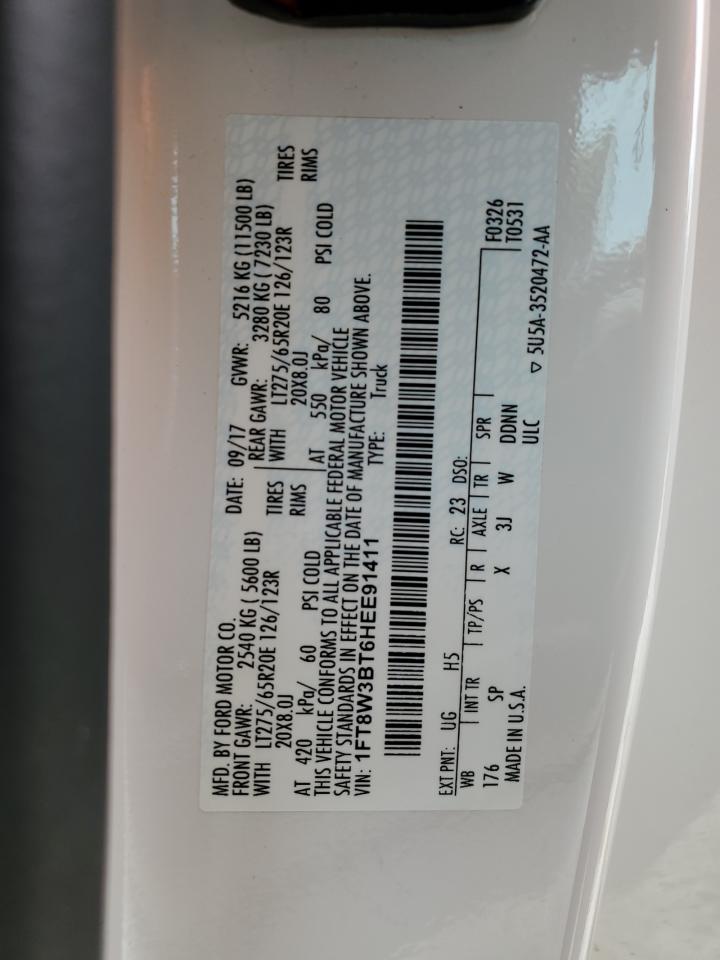 MFD. BY FORD MOTOR CO.
DATE: 09/17 GVWR: 5216 KG (11500 LB)
FRONT GAWR: 2540 KG ( 5600 LB)
REAR GAWR: 3280 KG ( 7230 LB)
WITH LT275/65R20E 126/123R TIRES
WITH LT275/65R20E 126/123R TIRES
20X8.0J RIMS
20X8.0J RIMS
AT 420 kPa/ 60 PSI COLD
AT 550 kPa/ 80 PSI COLD
THIS VEHICLE CONFORMS TO ALL APPLICABLE FEDERAL MOTOR VEHICLE
SAFETY STANDARDS IN EFFECT ON THE DATE OF MANUFACTURE SHOWN ABOVE.
VIN: 1FT8W3BT6HEE91411 TYPE: Truck
EXT PNT: UG H5 RC: 23 DSO: F0326
WB INT TR TP/PS R AXLE TR SPR T0531
176 SP X 3J W DDNN
MADE IN U.S.A. ULC ▽ 5U5A-3520472-AA